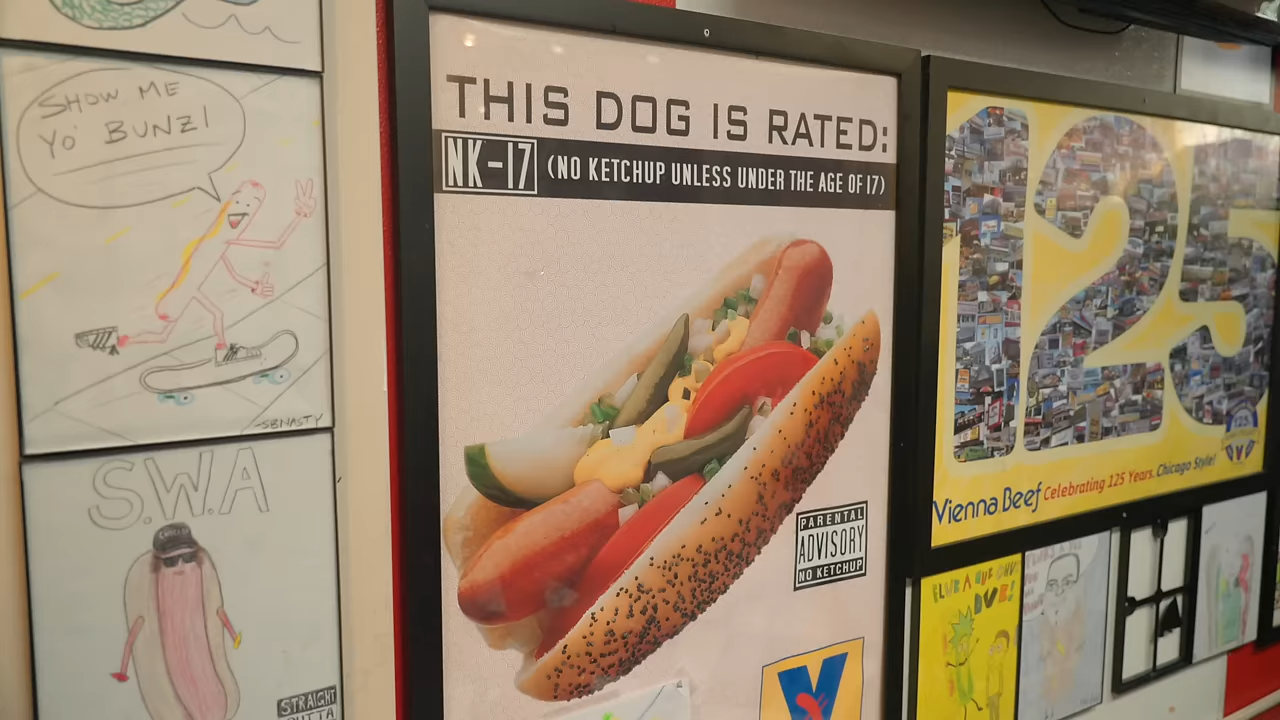 SHOW ME
YO BUNZ!
-SBNASTY
S.W.A
STRAIGHT
OUTTA
THIS DOG IS RATED:
NK-17 (NO KETCHUP UNLESS UNDER THE AGE OF 17)
PARENTAL
ADVISORY
NO KETCHUP
V
125
Vienna Beef Celebrating 125 Years. Chicago Style!